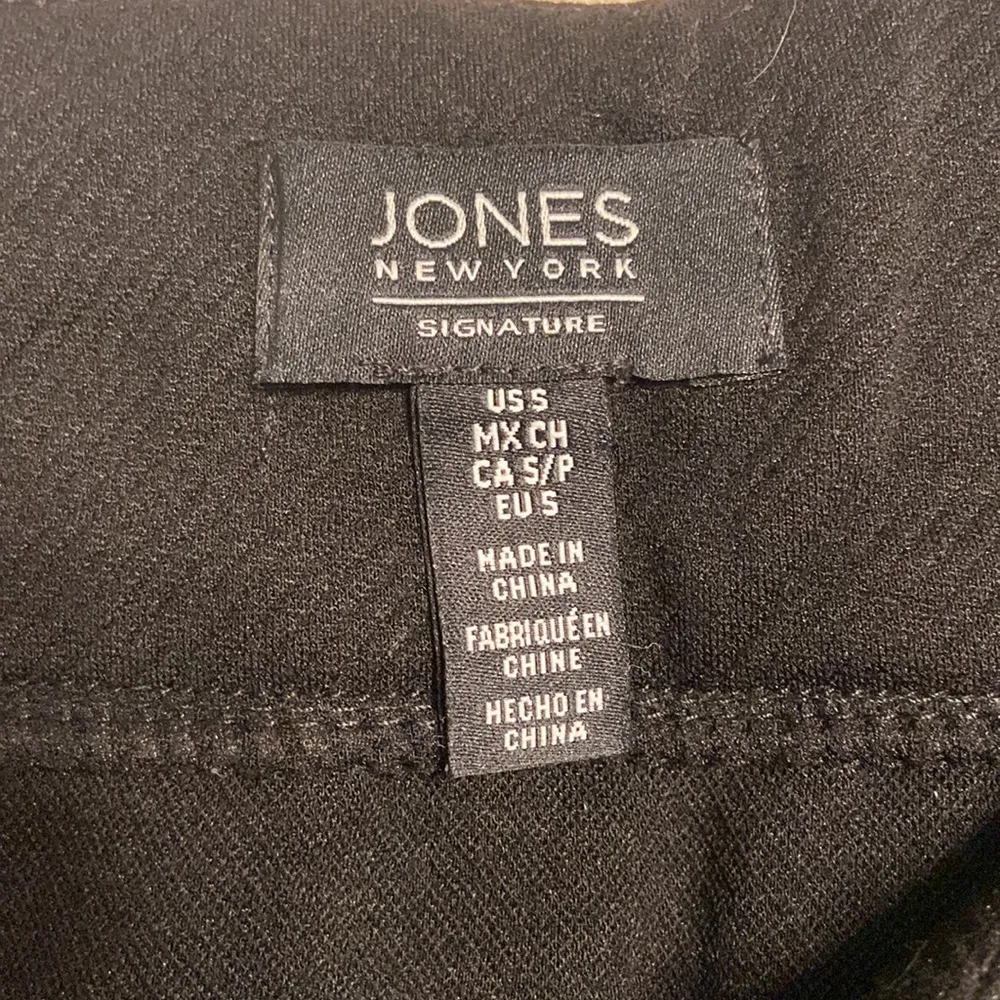 JONES
NEW YORK
SIGNATURE
US S
MX CH
CA S/P
EU S
MADE IN
CHINA
FABRIQUÉ EN
CHINE
HECHO EN
CHINA